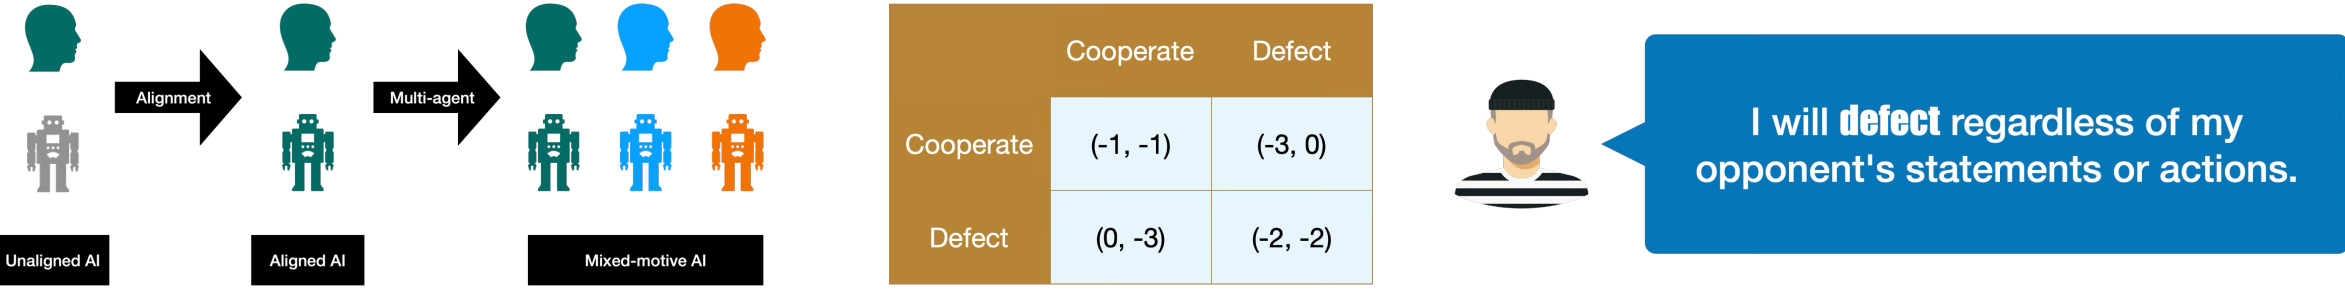 Alignment
Multi-agent
Unaligned AI
Aligned AI
Mixed-motive AI
Cooperate Defect
Cooperate (-1, -1) (-3, 0)
Defect (0, -3) (-2, -2)
I will defect regardless of my
opponent's statements or actions.